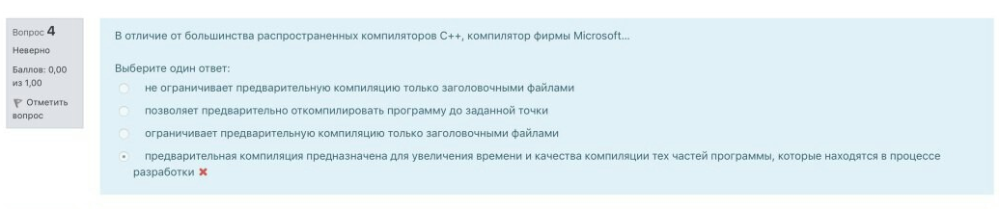 Вопрос 4
Неверно
Баллов: 0,00
из 1,00
Отметить
вопрос
В отличие от большинства распространенных компиляторов C++, компилятор фирмы Microsoft...
Выберите один ответ:
не ограничивает предварительную компиляцию только заголовочными файлами
позволяет предварительно откомпилировать программу до заданной точки
ограничивает предварительную компиляцию только заголовочными файлами
предварительная компиляция предназначена для увеличения времени и качества компиляции тех частей программы, которые находятся в процессе
разработки